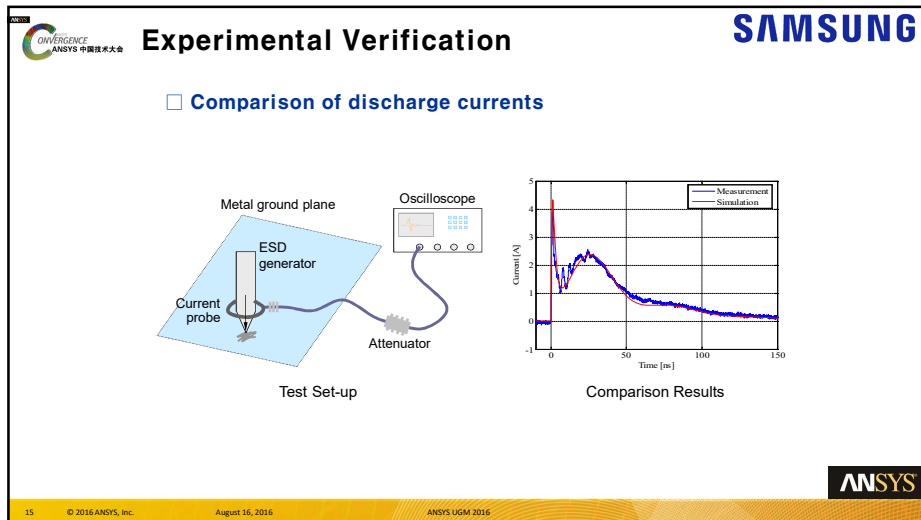 ANSYS
ANSYS
CONVERGENCE
ANSYS 中国技术大会
Experimental Verification
SAMSUNG
Comparison of discharge currents
Metal ground plane
Oscilloscope
ESD
generator
Current
probe
Attenuator
Test Set-up
5
4
3
2
1
0
-1
0
50
100
150
Current [A]
Time [ns]
Measurement
Simulation
Comparison Results
ANSYS
15 © 2016 ANSYS, Inc. August 16, 2016 ANSYS UGM 2016